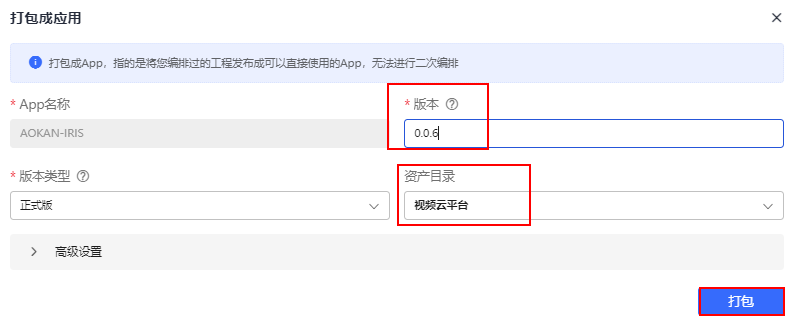 打包成应用
打包成App，指的是将您编排过的工程发布成可以直接使用的App，无法进行二次编排
* App名称
* 版本
AOKAN-IRIS
0.0.6
* 版本类型
资产目录
正式版
视频云平台
高级设置
打包